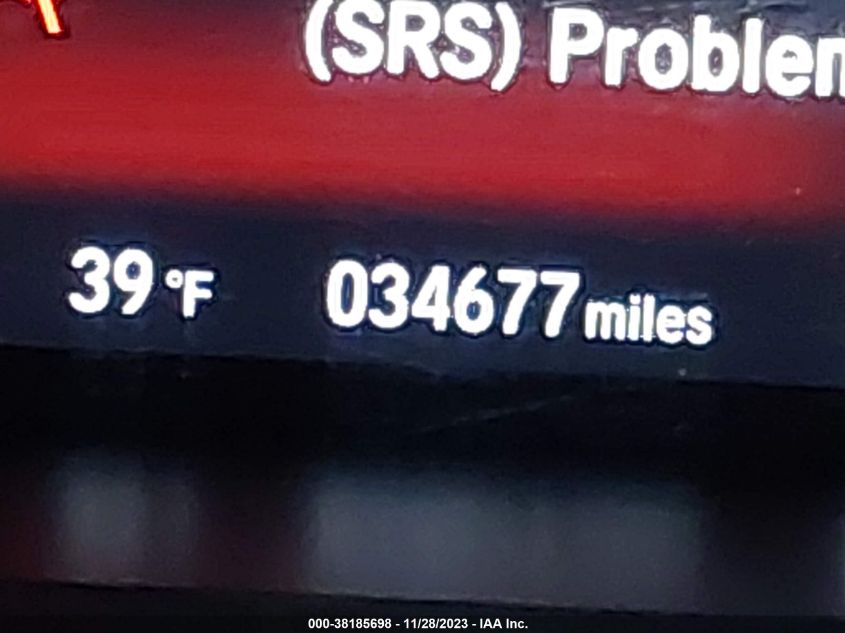 (SRS) Problem
39 °F
034677 miles
000-38185698 - 11/28/2023 - IAA Inc.